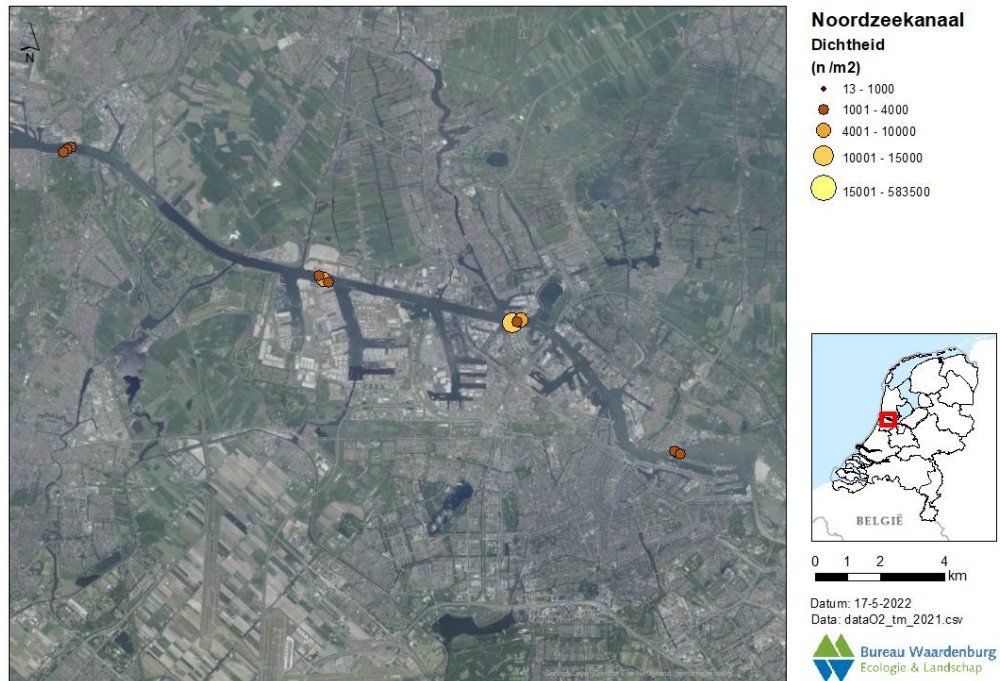 N
Noordzeekanaal
Dichtheid
(n /m2)
13 - 1000
1001 - 4000
4001 - 10000
10001 - 15000
15001 - 583500
BELGIË
0 1 2 4
km
Datum: 17-5-2022
Data: dataO2_tm_2021.csv
Bureau Waardenburg
Ecologie & Landschap